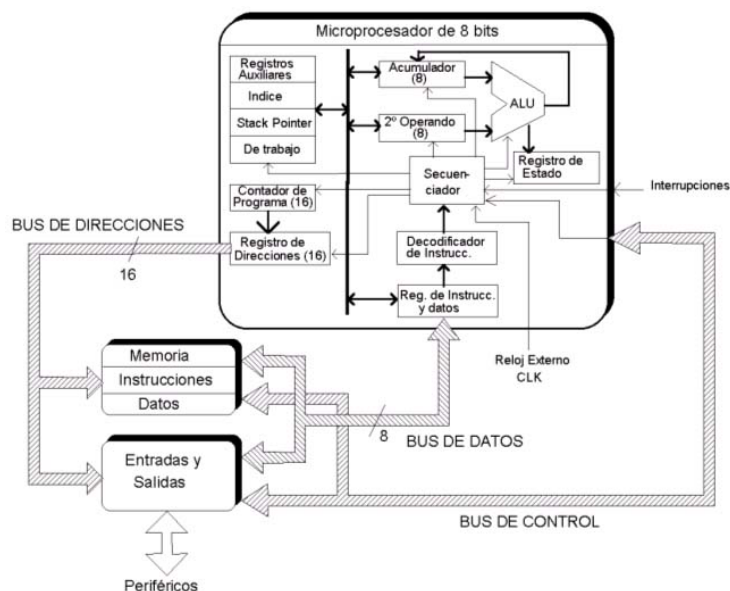 Microprocesador de 8 bits
Registros
Auxiliares
Indice
Stack Pointer
De trabajo
Acumulador
(8)
ALU
2º Operando
(8)
Registro de
Estado
Secuen-
ciador
Interrupciones
Contador de
Programa (16)
BUS DE DIRECCIONES
16
Registro de
Direcciones (16)
Decodificador
de Instrucc.
Reg. de Instrucc.
y datos
Reloj Externo
CLK
Memoria
Instrucciones
Datos
8
BUS DE DATOS
Entradas y
Salidas
BUS DE CONTROL
Periféricos